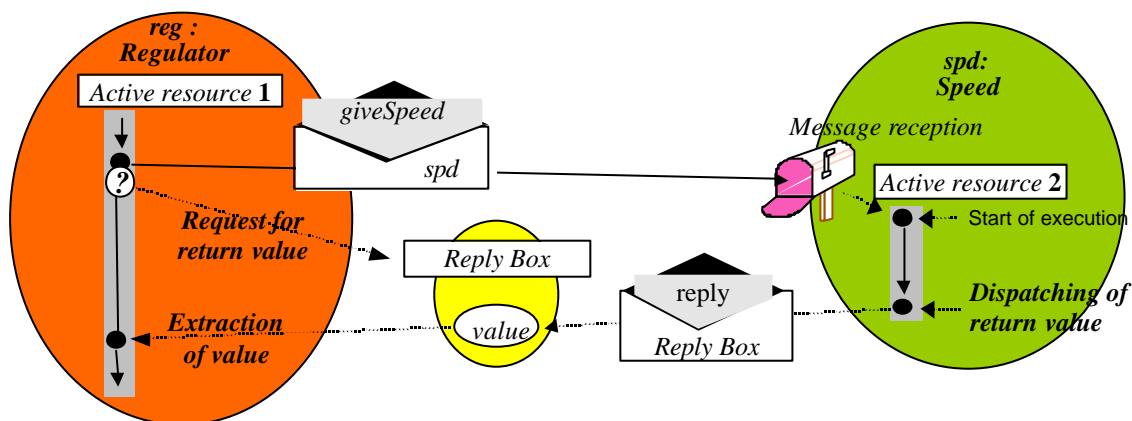 reg :
Regulator
Active resource 1
giveSpeed
spd
?
Request for
return value
Extraction
of value
Reply Box
value
reply
Reply Box
spd:
Speed
Message reception
Active resource 2
Start of execution
Dispatching of
return value